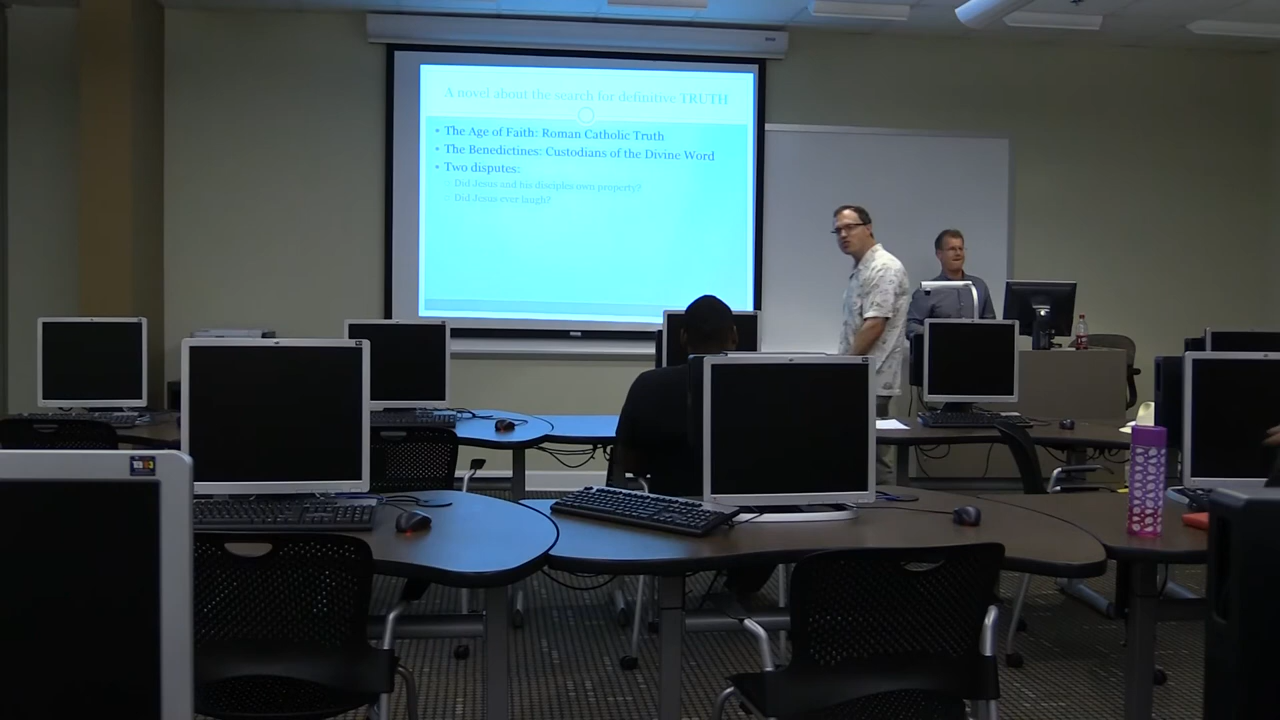 A novel about the search for definitive TRUTH
• The Age of Faith: Roman Catholic Truth
• The Benedictines: Custodians of the Divine Word
• Two disputes:
○ Did Jesus and his disciples own property?
○ Did Jesus ever laugh?